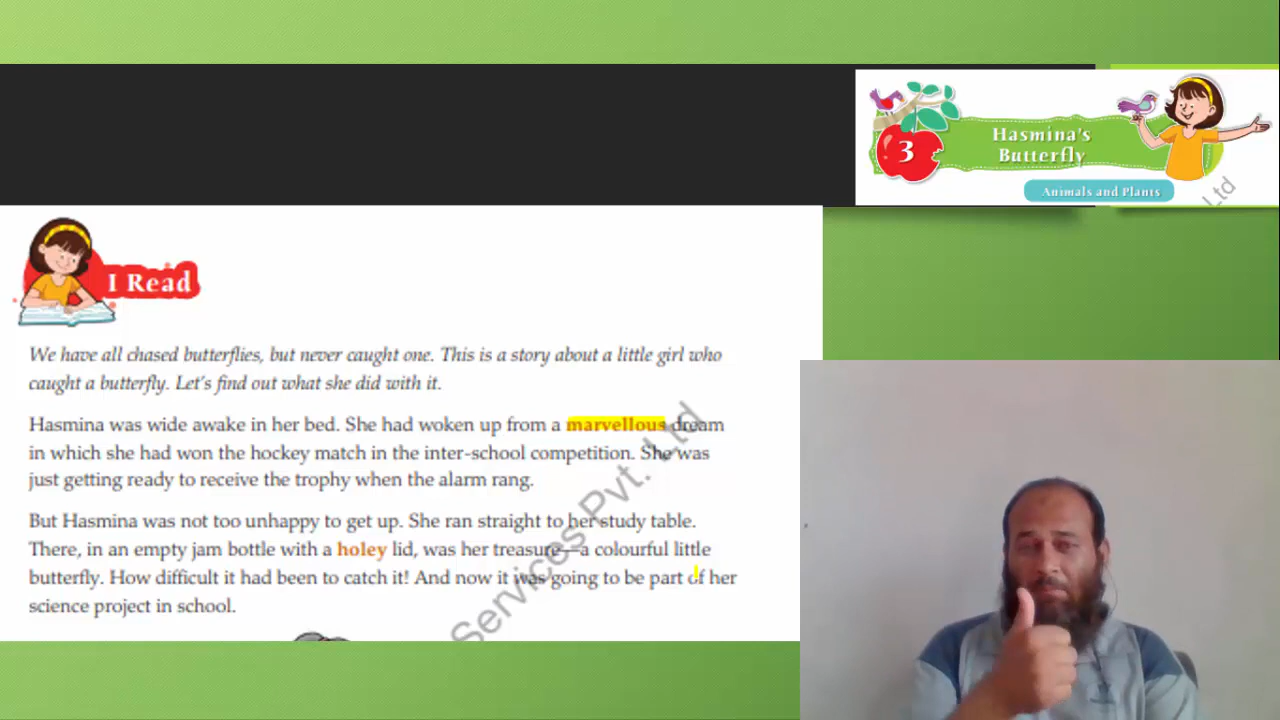 3
Hasmina's
Butterfly
Animals and Plants
Ltd
I Read
We have all chased butterflies, but never caught one. This is a story about a little girl who
caught a butterfly. Let's find out what she did with it.
Hasmina was wide awake in her bed. She had woken up from a marvellous dream
in which she had won the hockey match in the inter-school competition. She was
just getting ready to receive the trophy when the alarm rang.
But Hasmina was not too unhappy to get up. She ran straight to her study table.
There, in an empty jam bottle with a holey lid, was her treasure—a colourful little
butterfly. How difficult it had been to catch it! And now it was going to be part of her
science project in school.
Services Pvt. Ltd